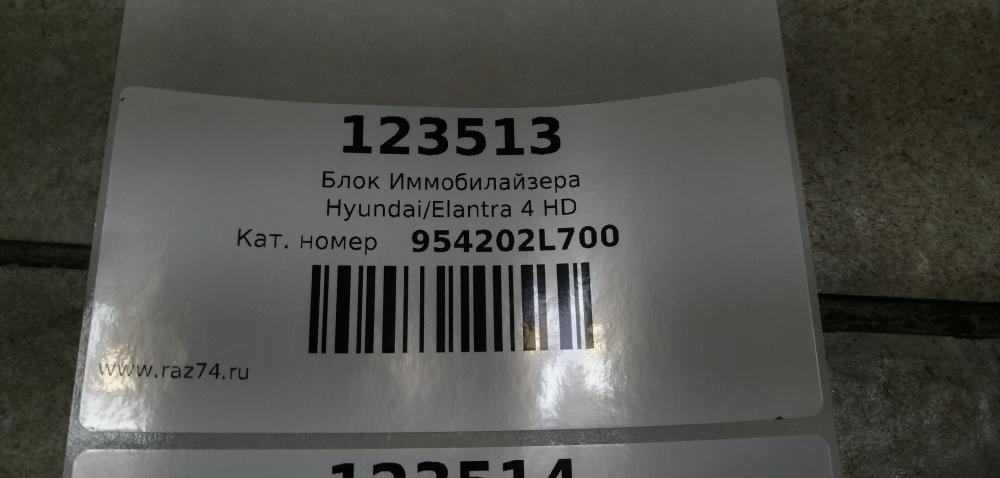 123513
Блок Иммобилайзера
Hyundai/Elantra 4 HD
Кат. номер 954202L700
www.raz74.ru
123514